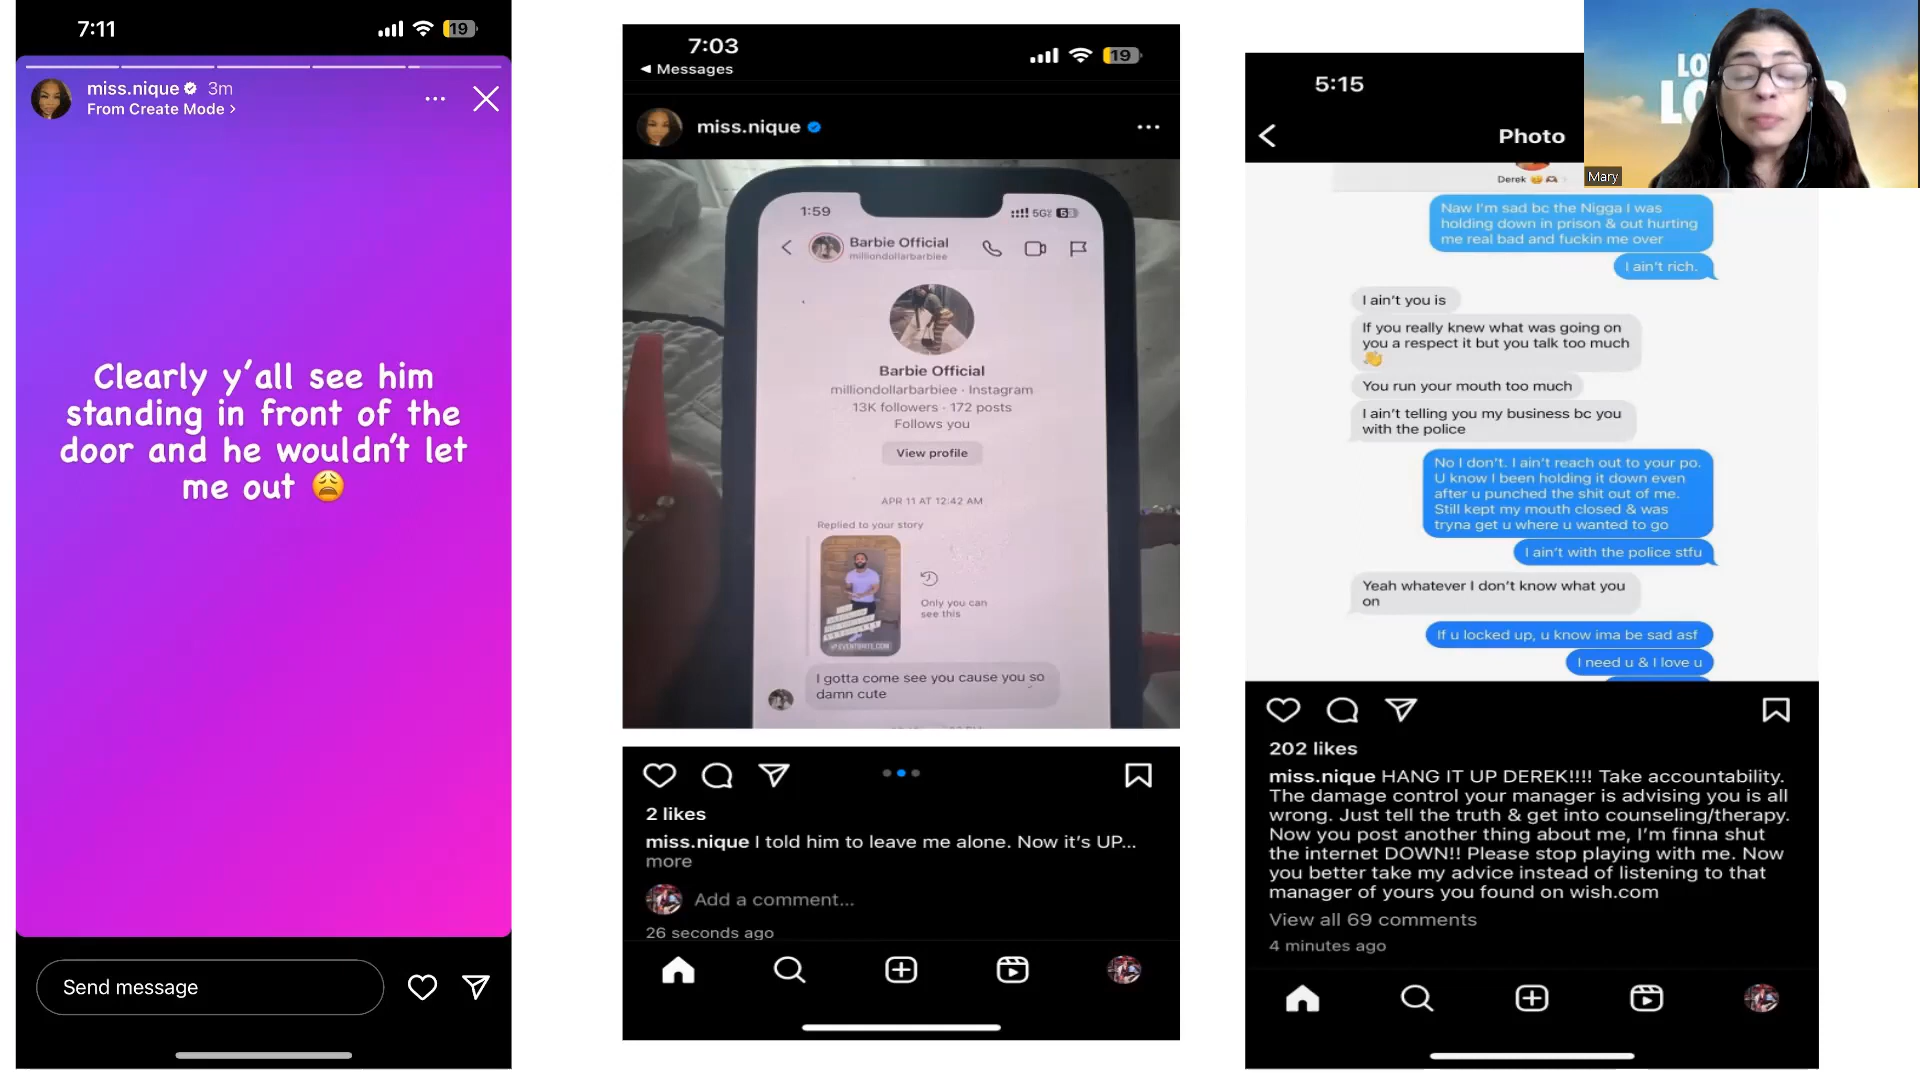 7:11
19
miss.nique 3m
From Create Mode >
Clearly y'all see him
standing in front of the
door and he wouldn't let
me out 😩
Send message
7:03
Messages
19
miss.nique
1:59
5G
Barbie Official
milliondollarbarbiee
Barbie Official
milliondollarbarbiee · Instagram
13K followers · 172 posts
Follows you
View profile
APR 11 AT 12:42 AM
Replied to your story
EVENTBRITE.COM
Only you can
see this
I gotta come see you cause you so
damn cute
2 likes
miss.nique I told him to leave me alone. Now it's UP...
more
Add a comment...
26 seconds ago
5:15
Photo
Derek
Naw I'm sad bc the Nigga I was
holding down in prison & out hurting
me real bad and fuckin me over
I ain't rich.
I ain't you is
If you really knew what was going on
you a respect it but you talk too much
👋
You run your mouth too much
I ain't telling you my business bc you
with the police
No I don't. I ain't reach out to your po.
U know I been holding it down even
after u punched the shit out of me.
Still kept my mouth closed & was
tryna get u where u wanted to go
I ain't with the police stfu
Yeah whatever I don't know what you
on
If u locked up, u know ima be sad asf
I need u & I love u
202 likes
miss.nique HANG IT UP DEREK!!!! Take accountability.
The damage control your manager is advising you is all
wrong. Just tell the truth & get into counseling/therapy.
Now you post another thing about me, I'm finna shut
the internet DOWN!! Please stop playing with me. Now
you better take my advice instead of listening to that
manager of yours you found on wish.com
View all 69 comments
4 minutes ago
LO
LO
Mary